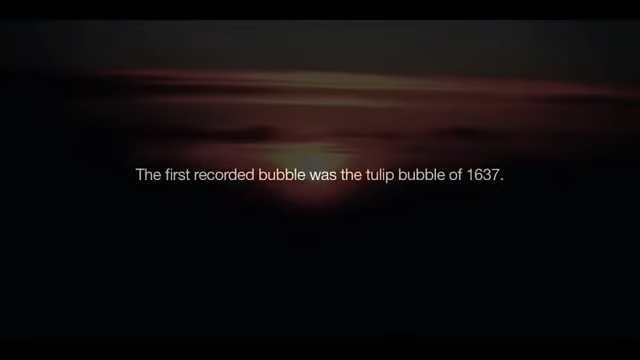 The first recorded bubble was the tulip bubble of 1637.